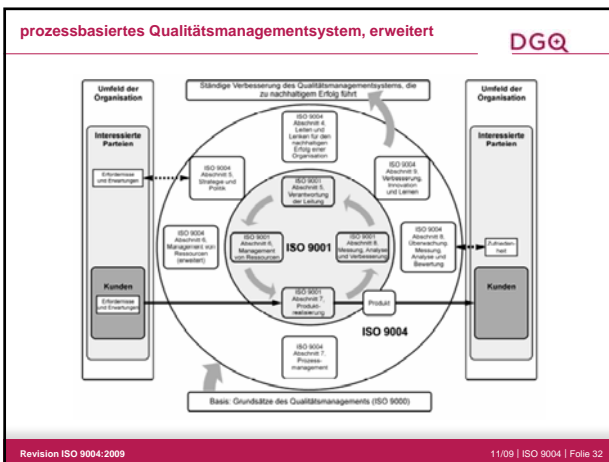 prozessbasiertes Qualitätsmanagementsystem, erweitert
DGQ
Umfeld der
Organisation
Interessierte
Parteien
Erfordernisse
und Erwartungen
Kunden
Erfordernisse
und Erwartungen
Ständige Verbesserung des Qualitätsmanagementsystems, die
zu nachhaltigem Erfolg führt
ISO 9004
Abschnitt 4,
Leiten und
Lenken für den
nachhaltigen
Erfolg einer
Organisation
ISO 9004
Abschnitt 5,
Strategie und
Politik
ISO 9004
Abschnitt 9,
Verbesserung,
Innovation
und Lernen
ISO 9001
Abschnitt 5,
Verantwortung
der Leitung
ISO 9004
Abschnitt 6,
Management von
Ressourcen
(erweitert)
ISO 9001
Abschnitt 6,
Management
von Ressourcen
ISO 9001
ISO 9001
Abschnitt 8,
Messung, Analyse
und Verbesserung
ISO 9004
Abschnitt 8,
Überwachung
Messung,
Analyse und
Bewertung
ISO 9001
Abschnitt 7,
Produkt-
realisierung
Produkt
ISO 9004
ISO 9004
Abschnitt 7,
Prozess-
management
Basis: Grundsätze des Qualitätsmanagements (ISO 9000)
Umfeld der
Organisation
Interessierte
Parteien
Zufrieden-
heit
Kunden
Revision ISO 9004:2009
11/09 | ISO 9004 | Folie 32